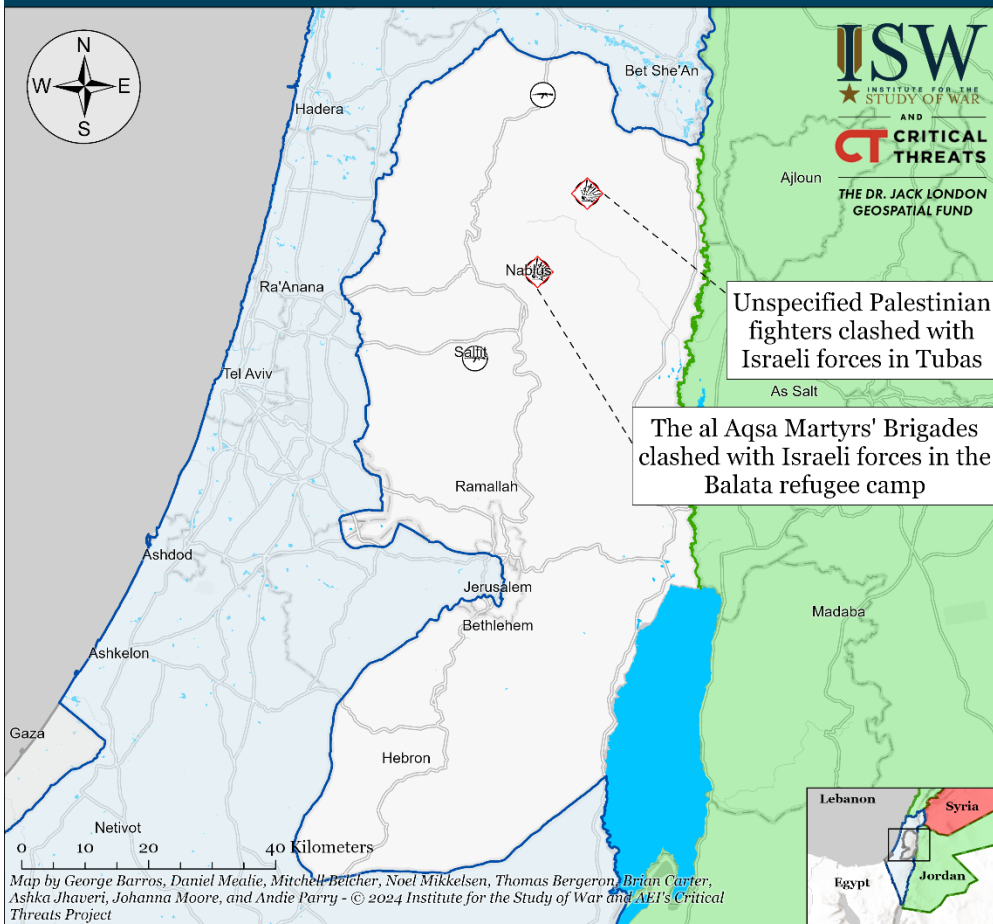 N
W
E
S
ISW
INSTITUTE FOR THE
STUDY OF WAR
AND
CT CRITICAL
THREATS
THE DR. JACK LONDON
GEOSPATIAL FUND
Bet She'An
Hadera
Ajloun
Nablus
Ra'Anana
Unspecified Palestinian
fighters clashed with
Israeli forces in Tubas
Salfit
Tel Aviv
As Salt
The al Aqsa Martyrs' Brigades
clashed with Israeli forces in the
Balata refugee camp
Ramallah
Ashdod
Jerusalem
Madaba
Bethlehem
Ashkelon
Gaza
Hebron
Lebanon
Syria
Netivot
0 10 20 40 Kilometers
Egypt
Jordan
Map by George Barros, Daniel Mealie, Mitchell Belcher, Noel Mikkelsen, Thomas Bergeron, Brian Carter,
Ashka Jhaveri, Johanna Moore, and Andie Parry - © 2024 Institute for the Study of War and AEI's Critical
Threats Project